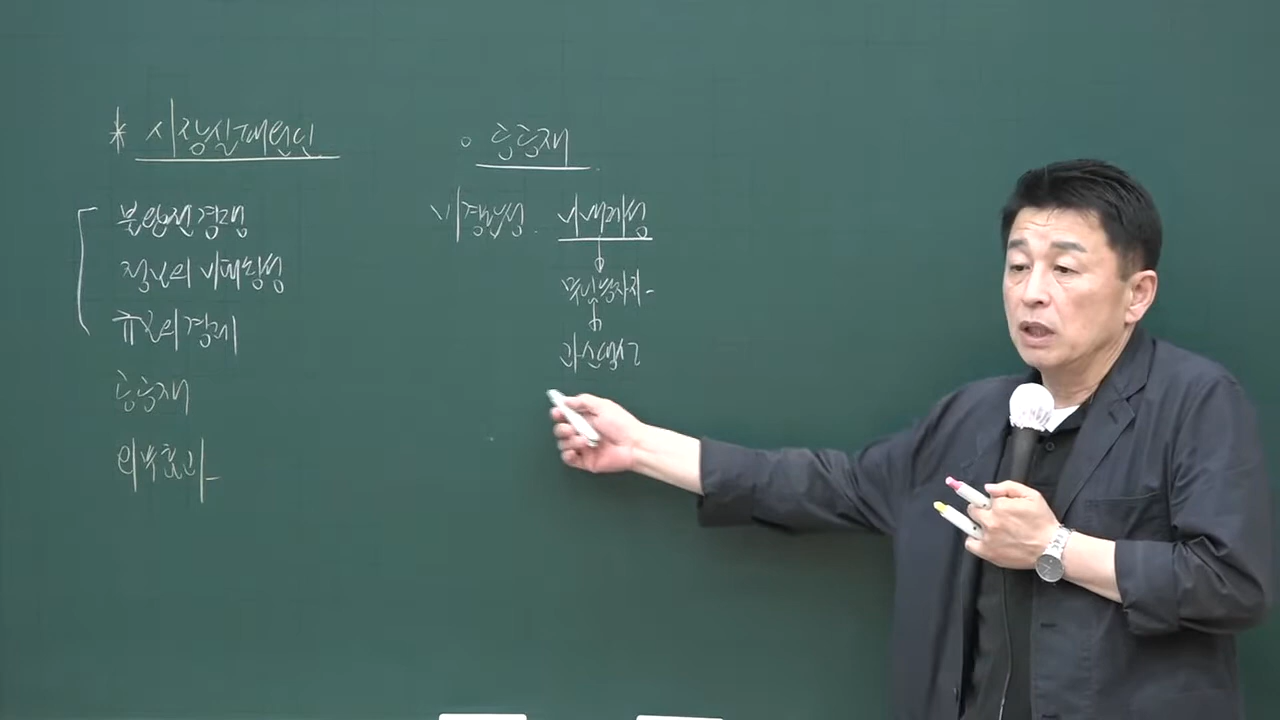 * 시장실패원인
불완전경쟁
정보의 비대칭성
규모의 경제
공공재
외부효과
○ 공공재
비경합성. 비배제성
↓
무임승차자
↓
과소생산